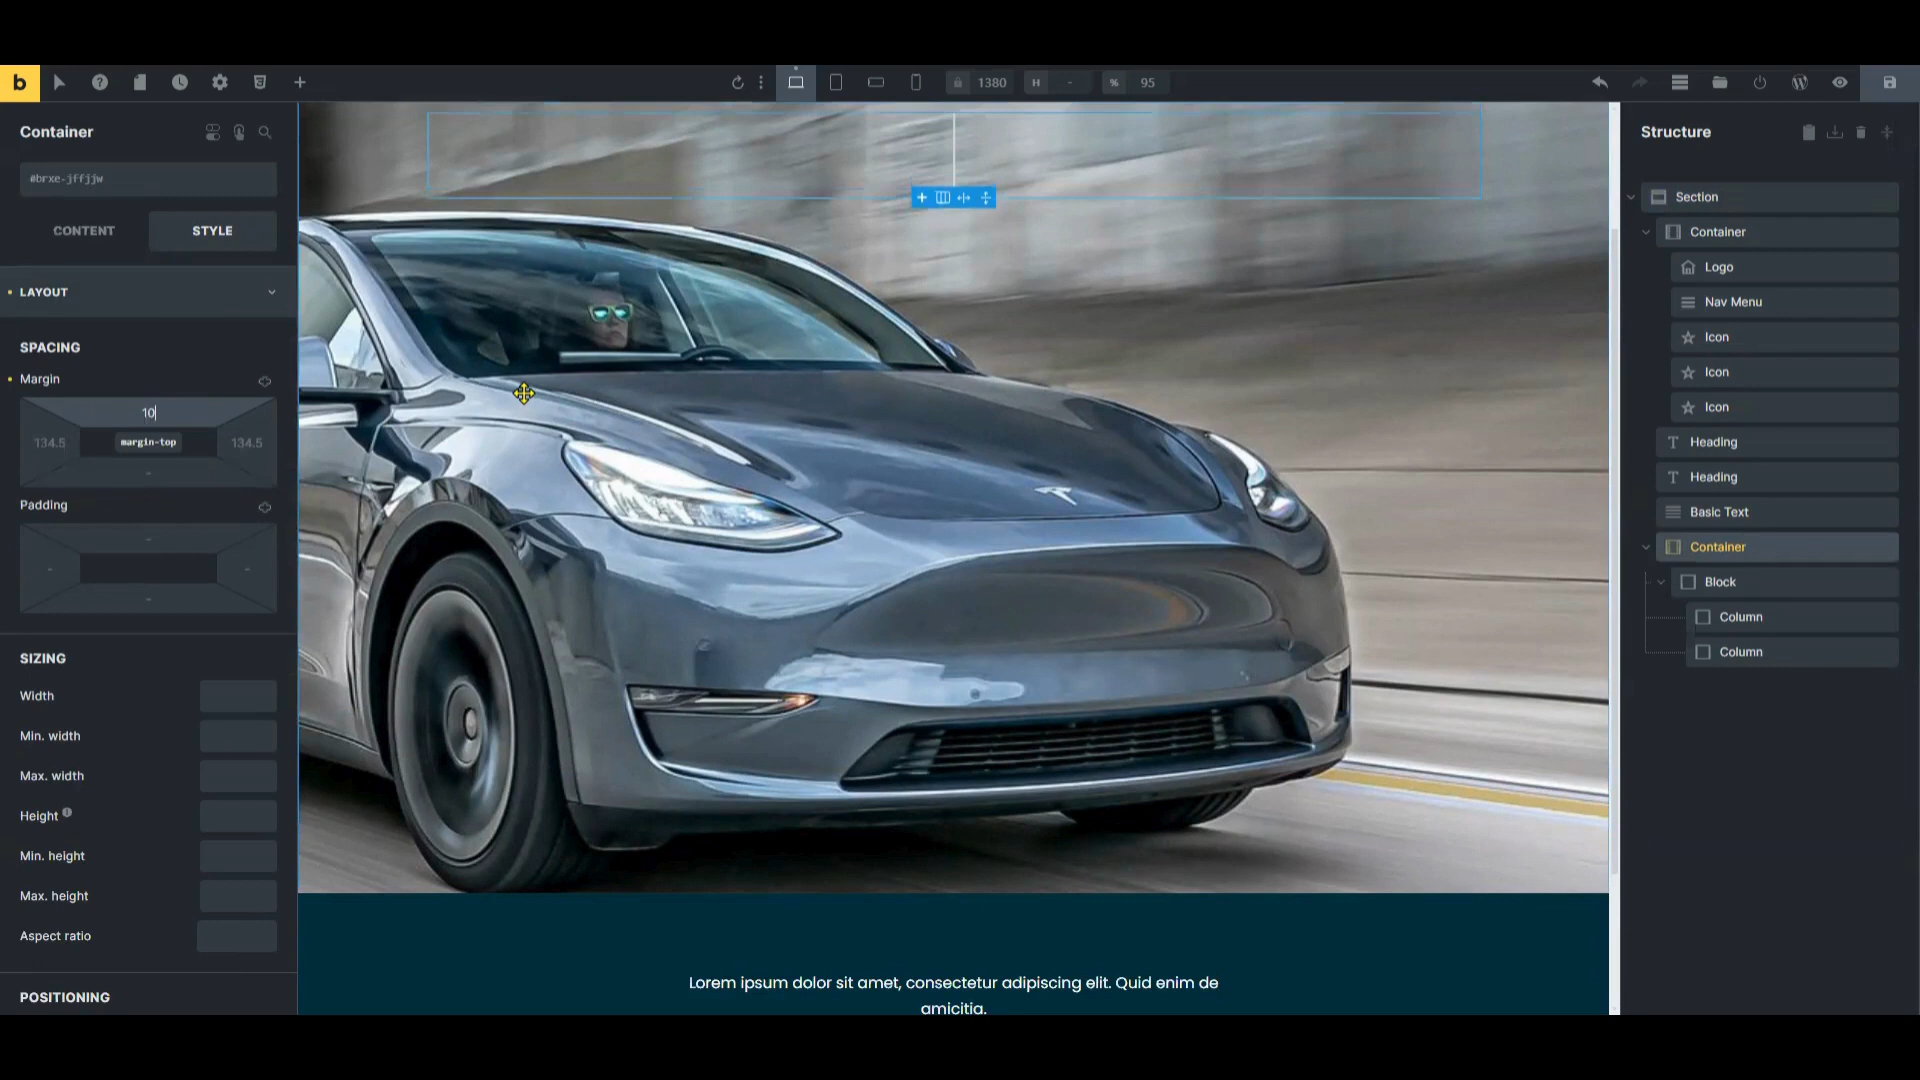 b
1380
H
-
%
95
Container
#brxe-jffjjw
CONTENT
STYLE
LAYOUT
SPACING
Margin
10
134.5
margin-top
134.5
-
Padding
-
-
-
-
SIZING
Width
Min. width
Max. width
Height
Min. height
Max. height
Aspect ratio
POSITIONING
Lorem ipsum dolor sit amet, consectetur adipiscing elit. Quid enim de
amicitia.
Structure
Section
Container
Logo
Nav Menu
Icon
Icon
Icon
Heading
Heading
Basic Text
Container
Block
Column
Column